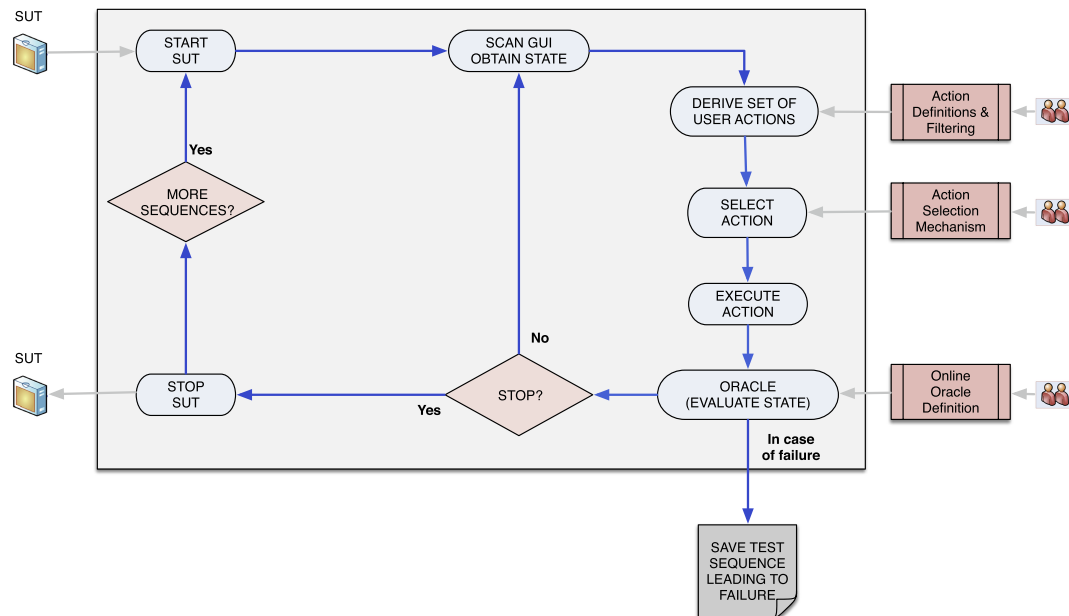 SUT
START
SUT
SCAN GUI
OBTAIN STATE
DERIVE SET OF
USER ACTIONS
Action
Definitions &
Filtering
Yes
MORE
SEQUENCES?
SELECT
ACTION
Action
Selection
Mechanism
EXECUTE
ACTION
No
SUT
STOP
SUT
Yes
STOP?
ORACLE
(EVALUATE STATE)
Online
Oracle
Definition
In case
of failure
SAVE TEST
SEQUENCE
LEADING TO
FAILURE